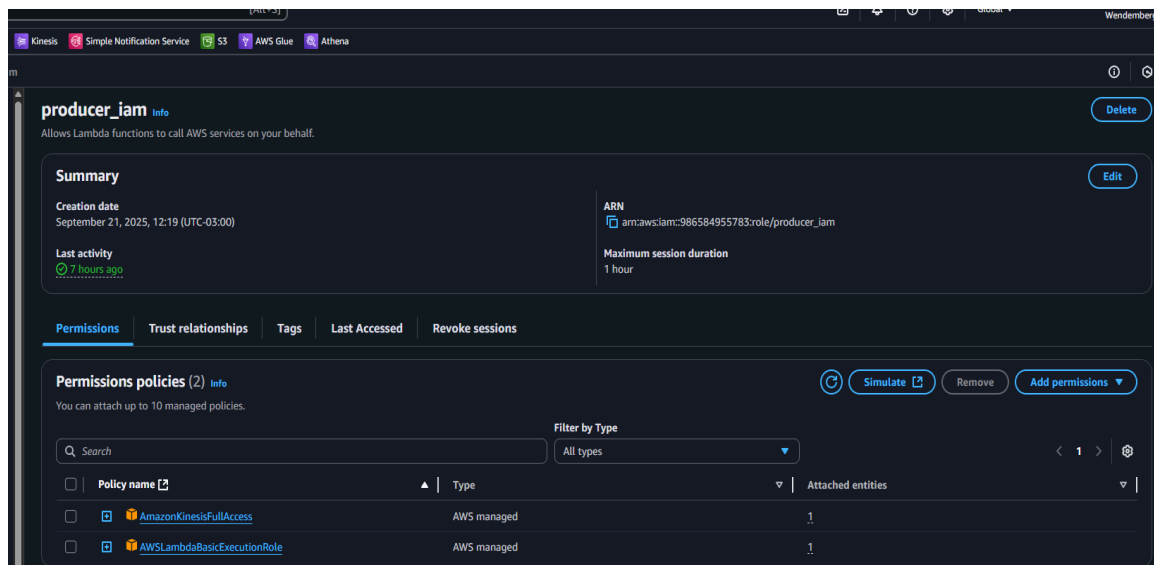 [Alt+S]
Global
Wendemberg
Kinesis Simple Notification Service S3 AWS Glue Athena
m
producer_iam Info
Delete
Allows Lambda functions to call AWS services on your behalf.
Summary
Edit
Creation date
September 21, 2025, 12:19 (UTC-03:00)
ARN
arn:aws:iam::986584955783:role/producer_iam
Last activity
7 hours ago
Maximum session duration
1 hour
Permissions Trust relationships Tags Last Accessed Revoke sessions
Permissions policies (2) Info
Simulate Remove Add permissions
You can attach up to 10 managed policies.
Filter by Type
Search
All types
1
Policy name Type Attached entities
AmazonKinesisFullAccess AWS managed 1
AWSLambdaBasicExecutionRole AWS managed 1